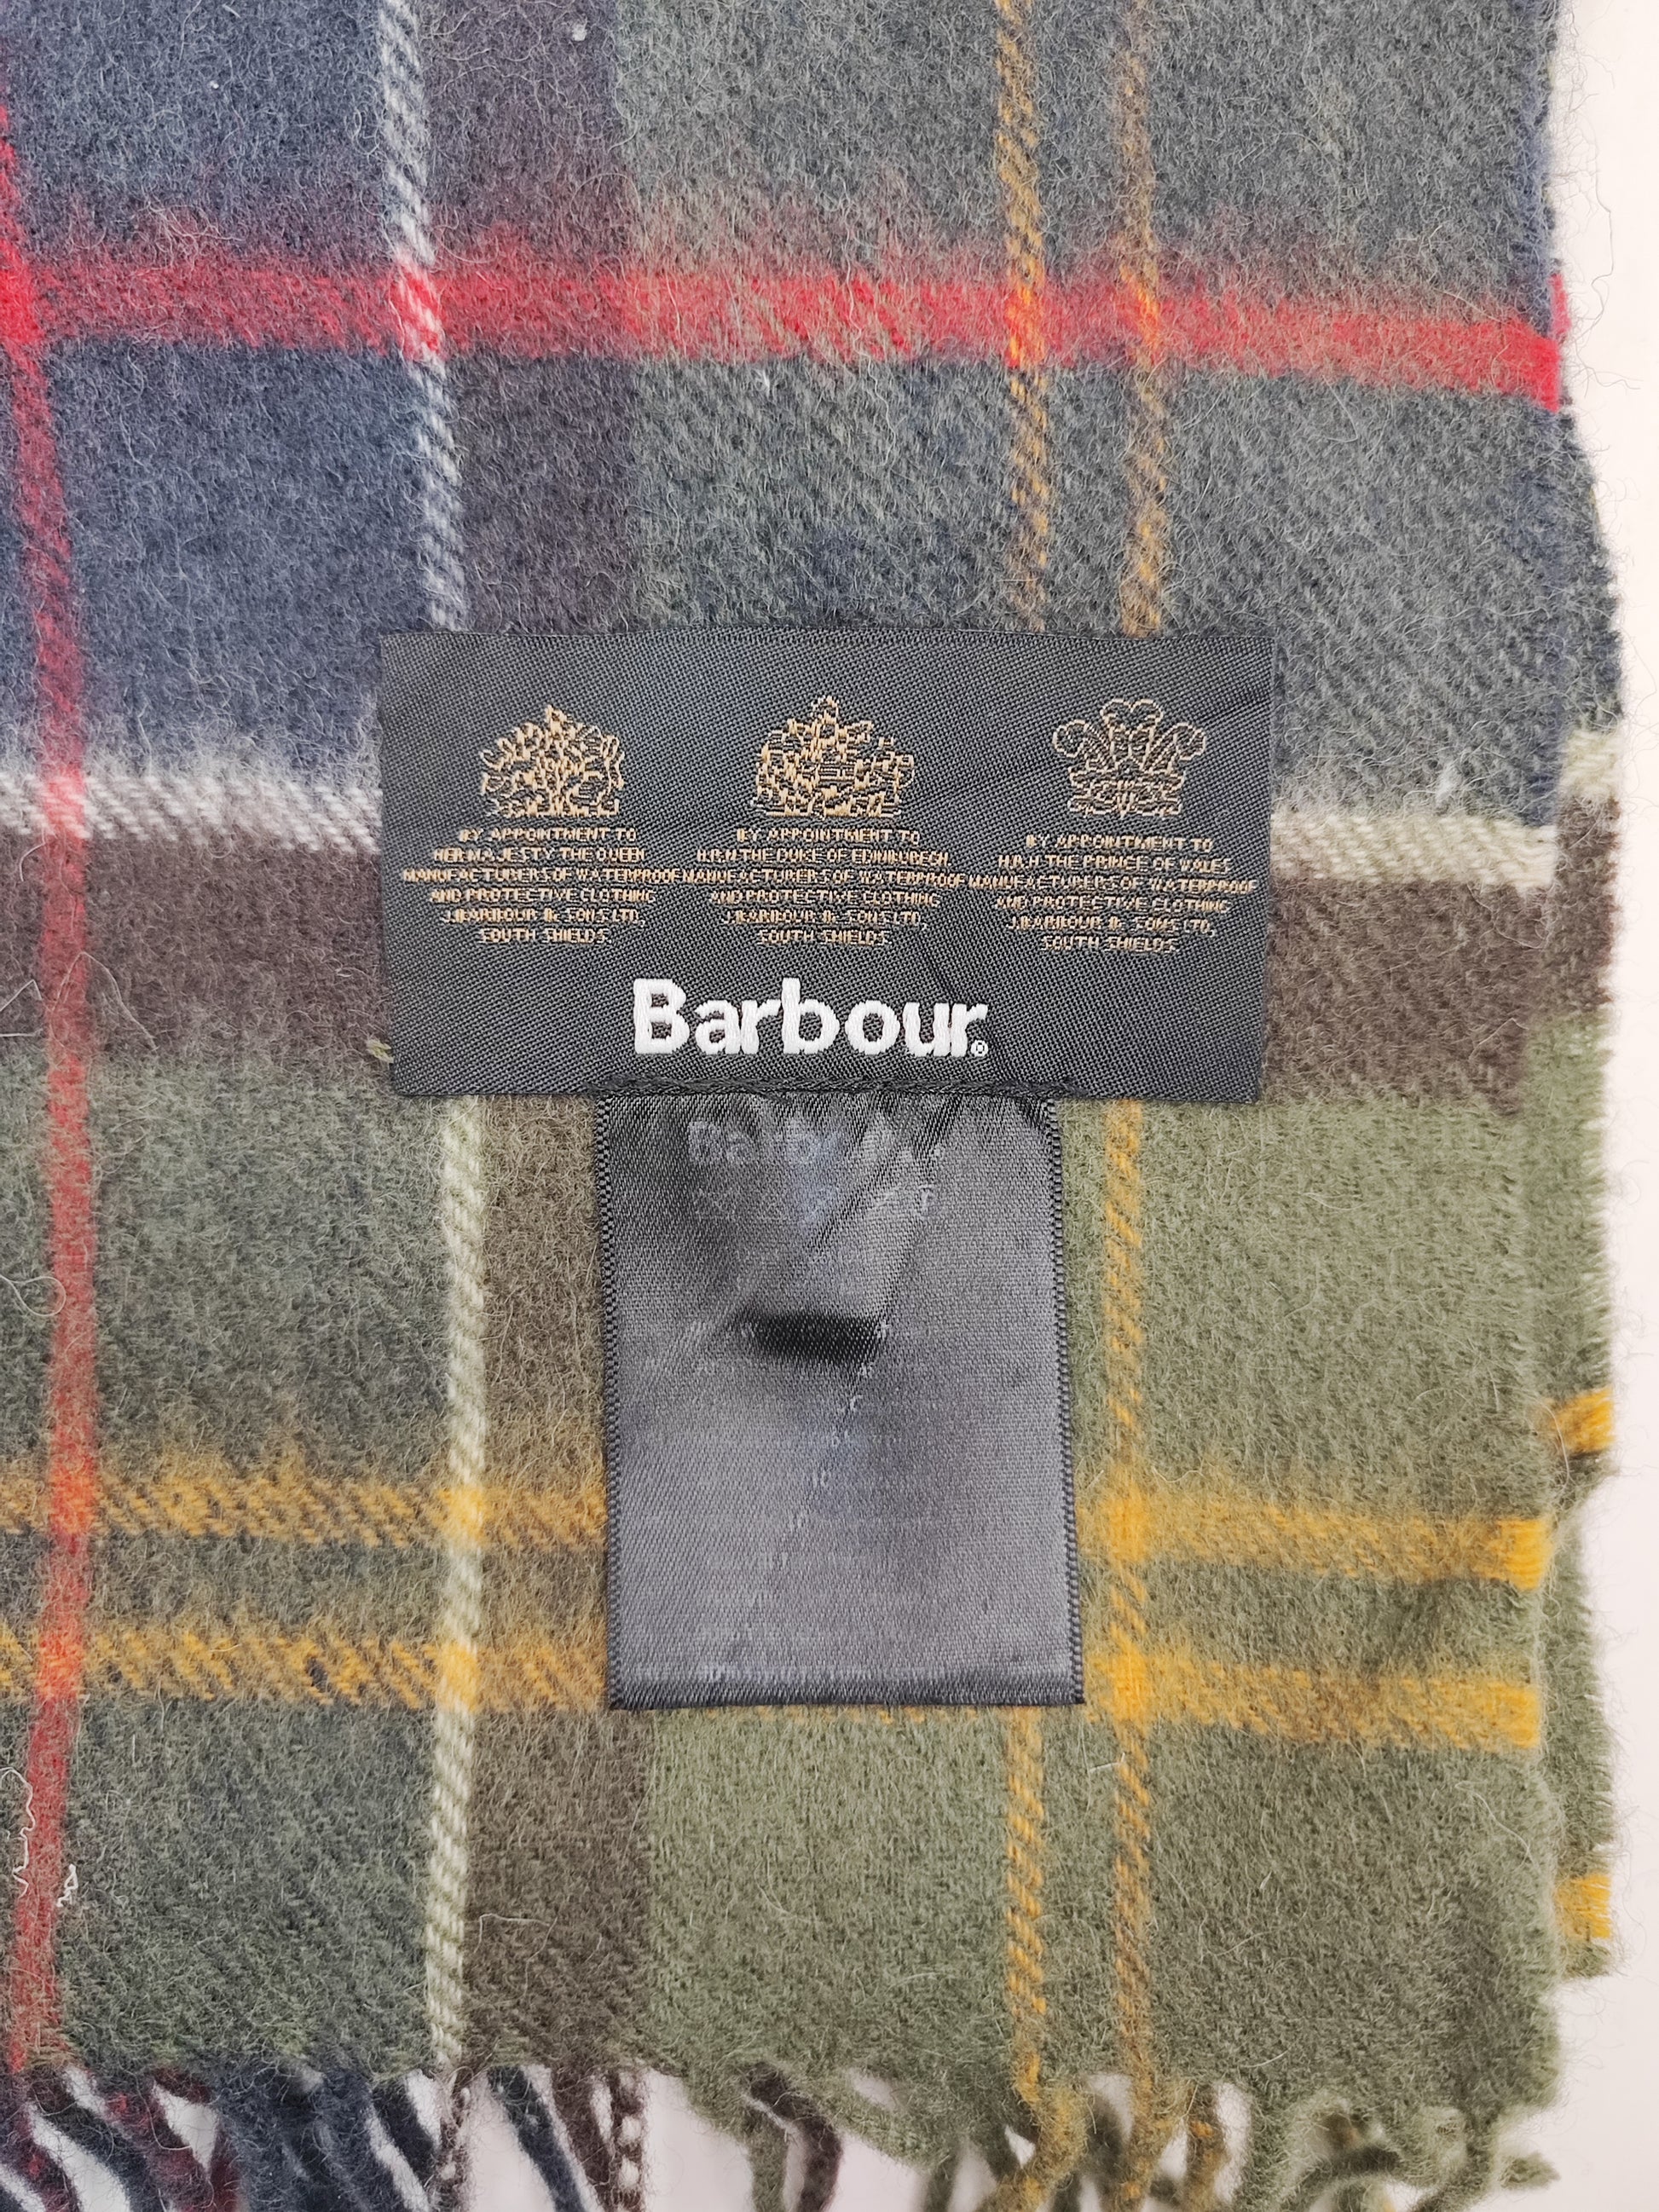 BY APPOINTMENT TO
HER MAJESTY THE QUEEN
MANUFACTURERS OF WATERPROOF
AND PROTECTIVE CLOTHING
J.BARBOUR & SONS LTD,
SOUTH SHIELDS.
BY APPOINTMENT TO
H.R.H. THE DUKE OF EDINBURGH
MANUFACTURERS OF WATERPROOF
AND PROTECTIVE CLOTHING
J.BARBOUR & SONS LTD,
SOUTH SHIELDS.
BY APPOINTMENT TO
H.R.H. THE PRINCE OF WALES
MANUFACTURERS OF WATERPROOF
AND PROTECTIVE CLOTHING
J.BARBOUR & SONS LTD,
SOUTH SHIELDS.
Barbour®